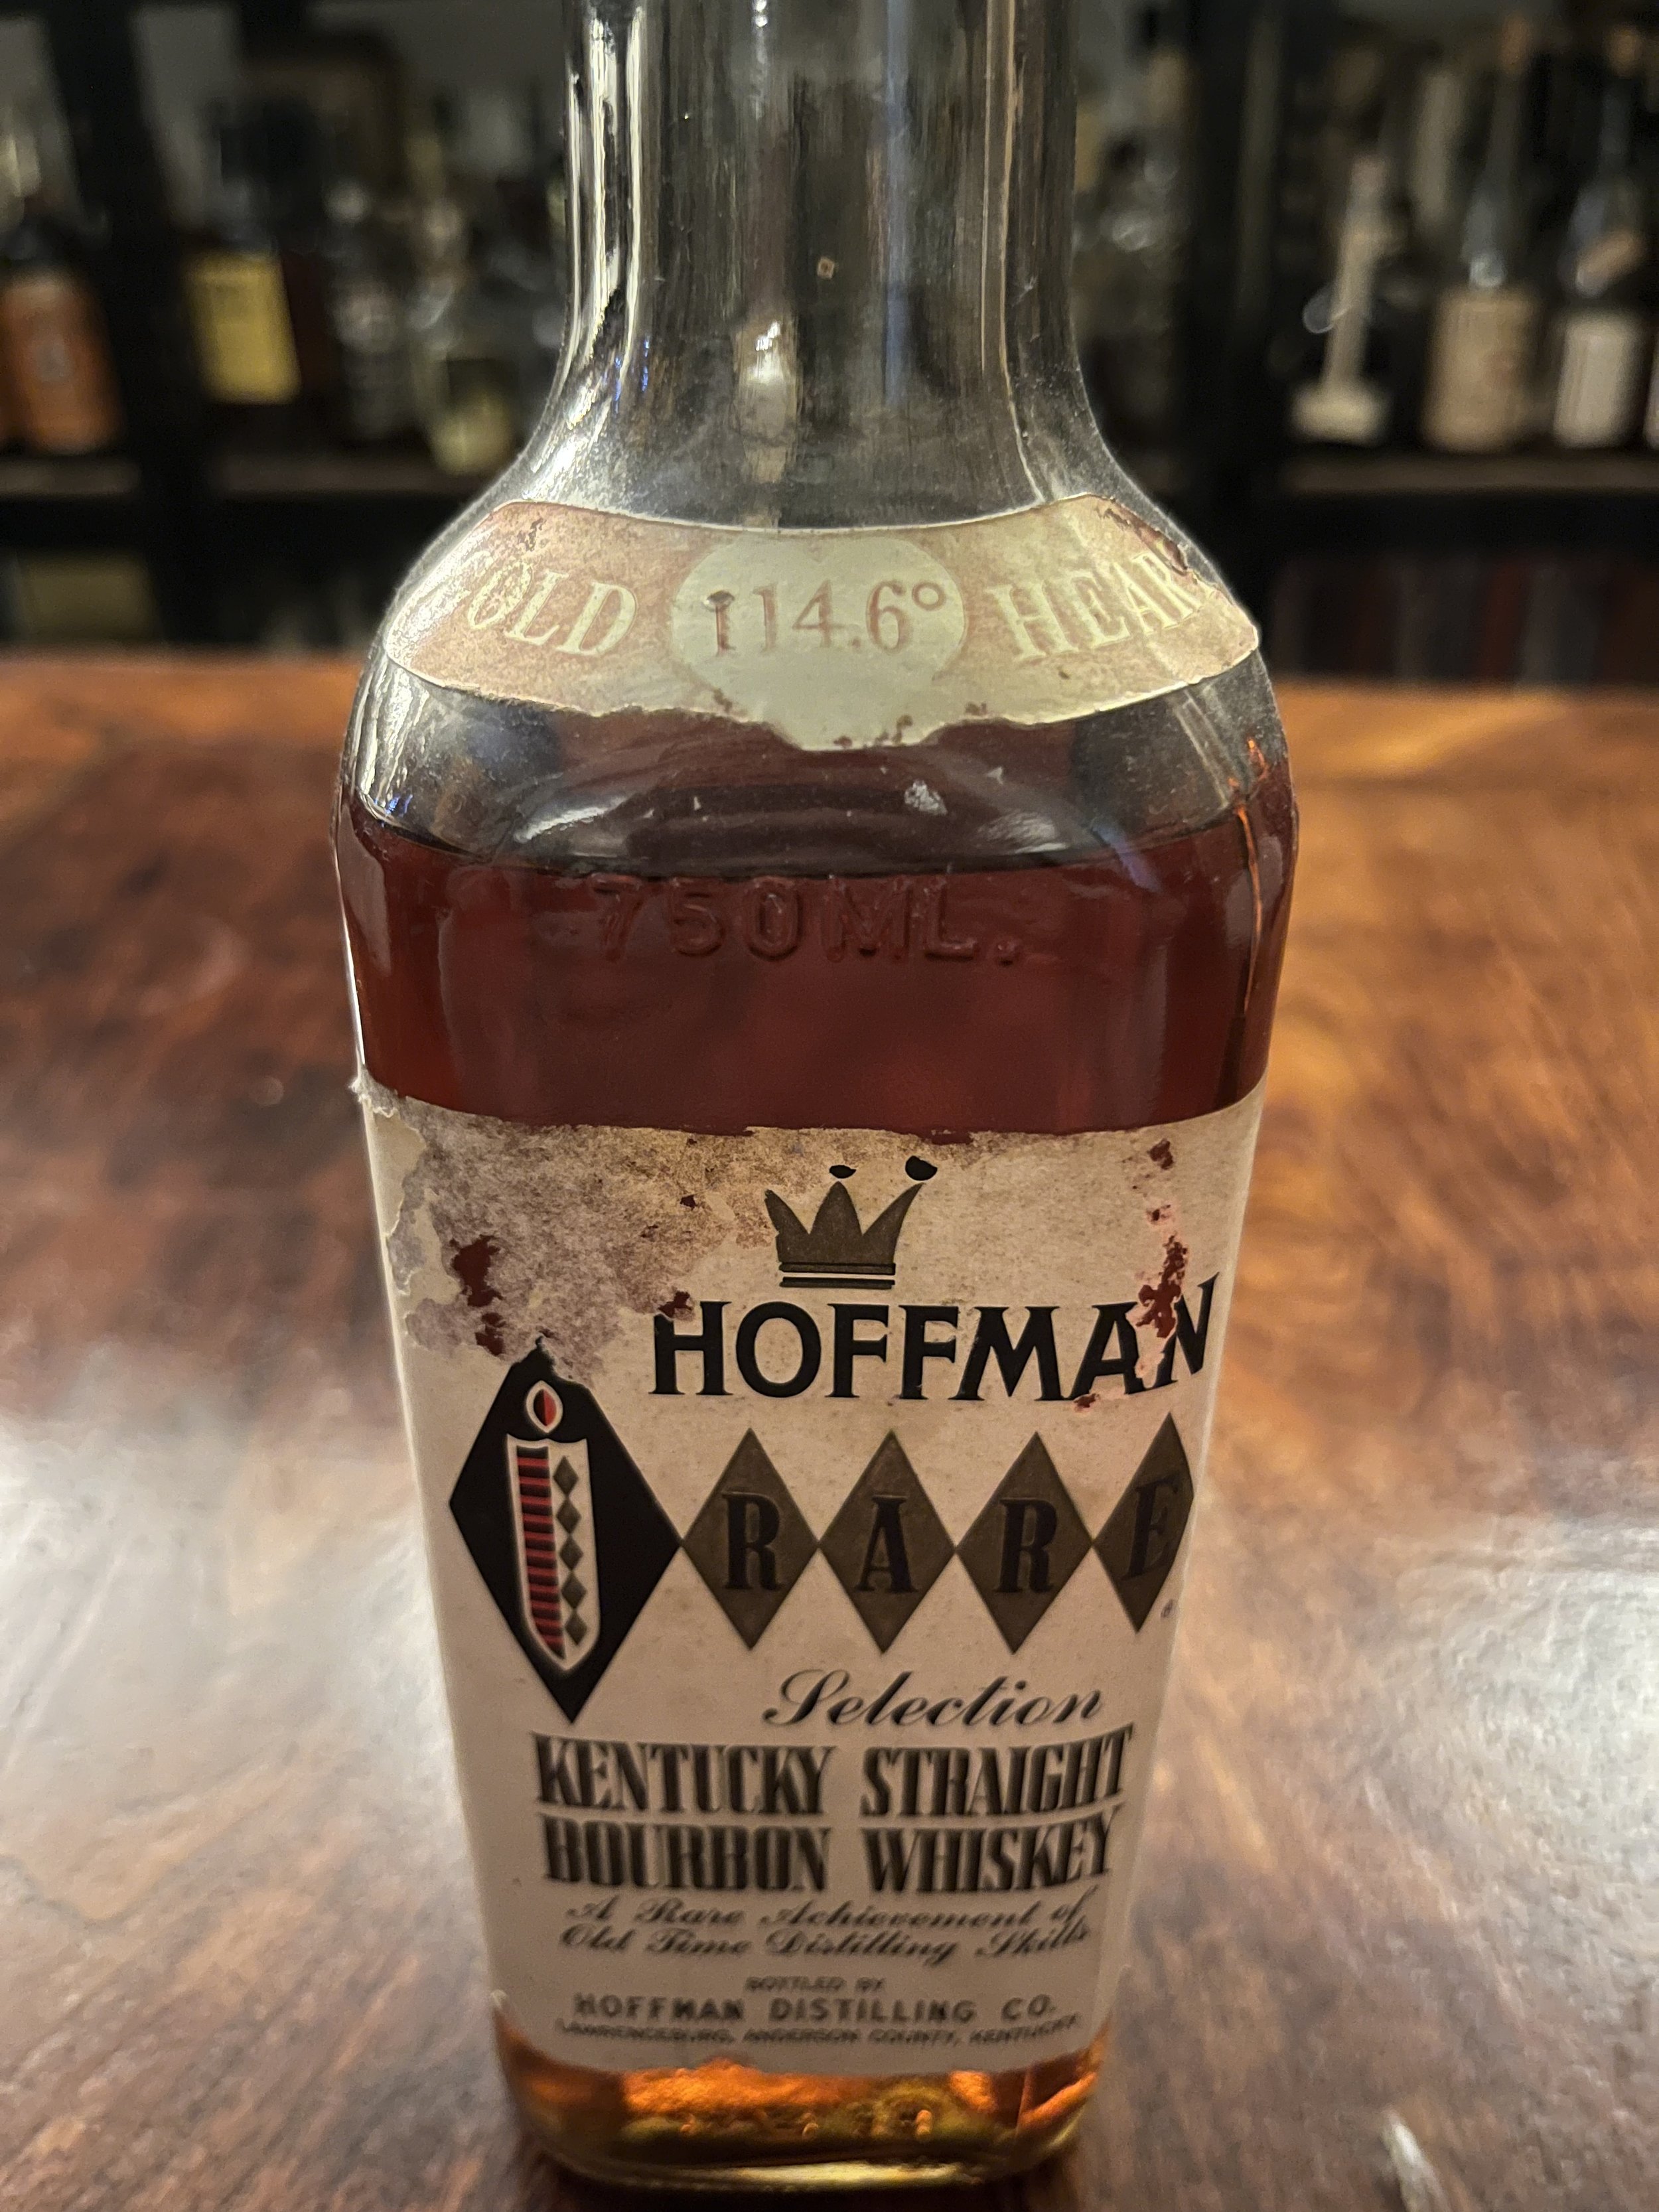 OLD 114.6° HEAR
750ML.
HOFFMAN
RARE
Selection
KENTUCKY STRAIGHT
BOURBON WHISKEY
A Rare Achievement of
Old Time Distilling Skills
BOTTLED BY
HOFFMAN DISTILLING CO.
LAWRENCEBURG, ANDERSON COUNTY, KENTUCKY